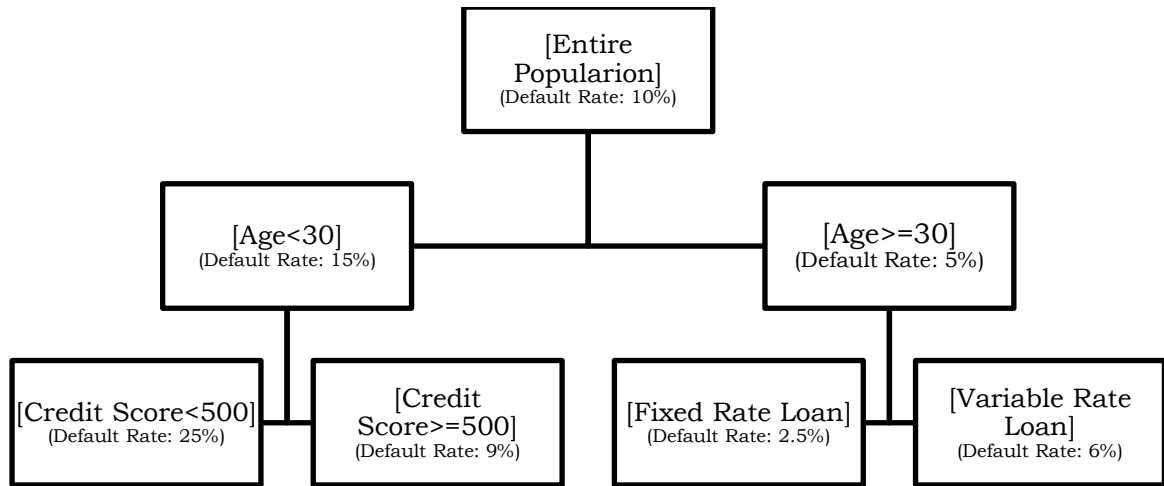 [Entire
Popularion]
(Default Rate: 10%)
[Age<30]
(Default Rate: 15%)
[Age>=30]
(Default Rate: 5%)
[Credit Score<500]
(Default Rate: 25%)
[Credit
Score>=500]
(Default Rate: 9%)
[Fixed Rate Loan]
(Default Rate: 2.5%)
[Variable Rate
Loan]
(Default Rate: 6%)